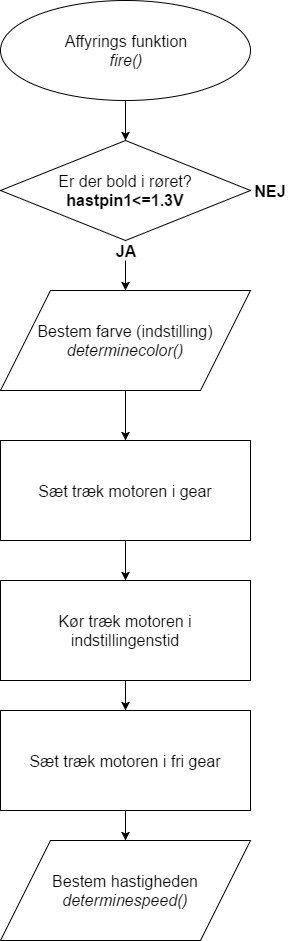 Affyrings funktion
fire()
Er der bold i røret?
hastpin1<=1.3V
NEJ
JA
Bestem farve (indstilling)
determinecolor()
Sæt træk motoren i gear
Kør træk motoren i
indstillingenstid
Sæt træk motoren i fri gear
Bestem hastigheden
determinespeed()